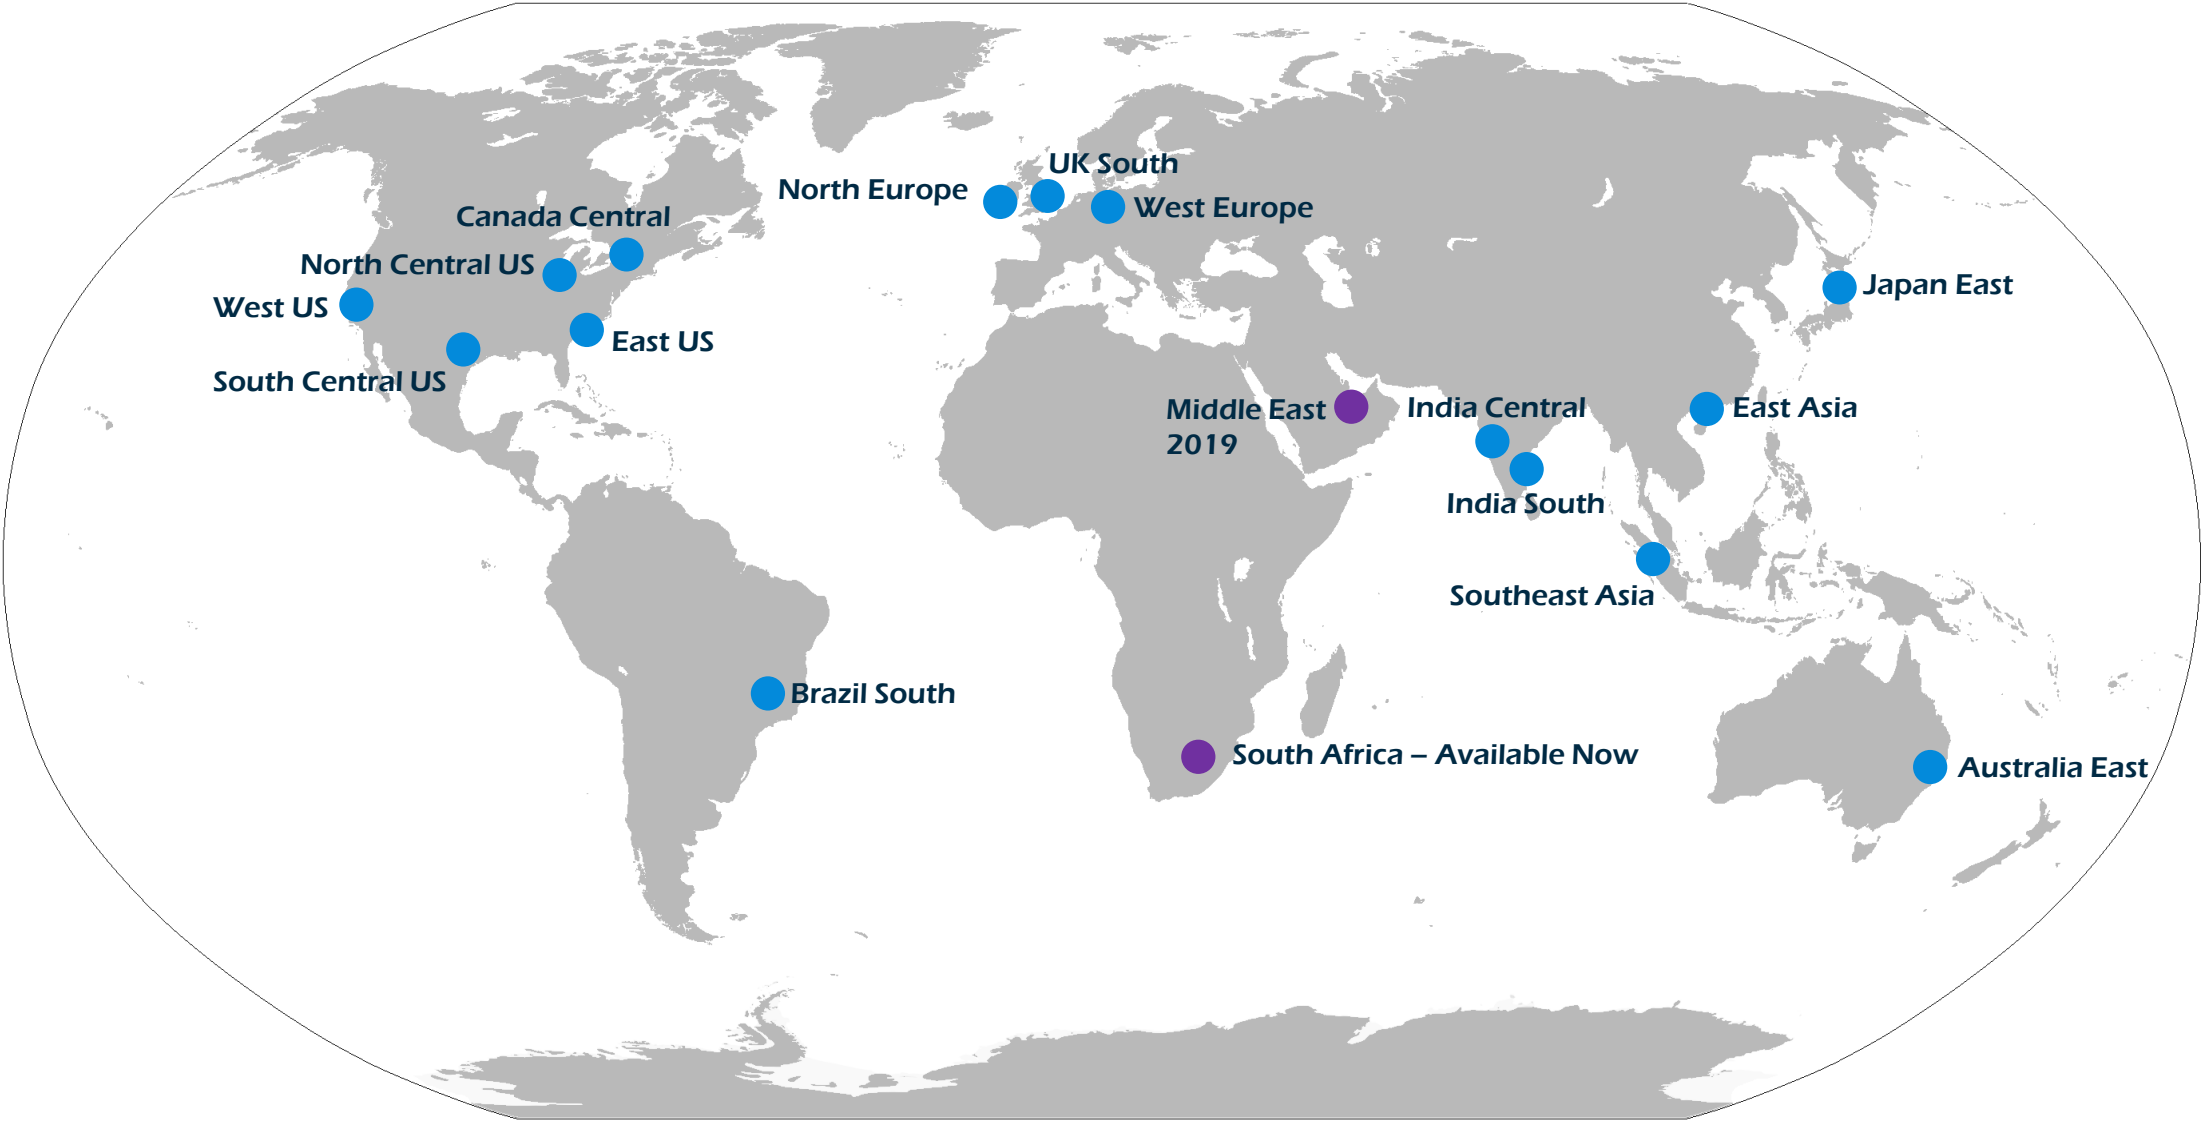 UK South
North Europe
West Europe
Canada Central
North Central US
West US
East US
South Central US
Japan East
Middle East
2019
India Central
East Asia
India South
Southeast Asia
Brazil South
South Africa – Available Now
Australia East